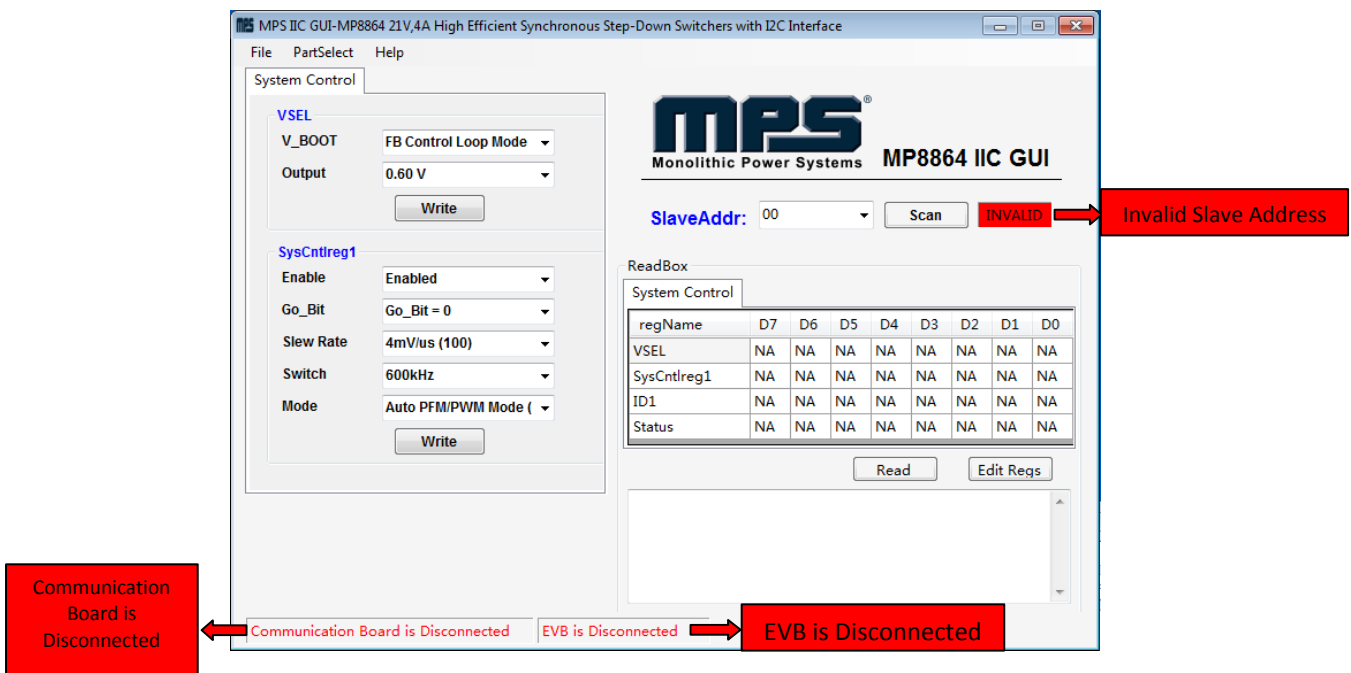 MPS IIC GUI-MP8864 21V,4A High Efficient Synchronous Step-Down Switchers with I2C Interface
File PartSelect Help
System Control
VSEL
V_BOOT FB Control Loop Mode
Output 0.60 V
Write
SysCntlreg1
Enable Enabled
Go_Bit Go_Bit = 0
Slew Rate 4mV/us (100)
Switch 600kHz
Mode Auto PFM/PWM Mode (
Write
mps®
Monolithic Power Systems
MP8864 IIC GUI
SlaveAddr: 00 Scan INVALID
Invalid Slave Address
ReadBox
System Control
regName D7 D6 D5 D4 D3 D2 D1 D0
VSEL NA NA NA NA NA NA NA NA
SysCntlreg1 NA NA NA NA NA NA NA NA
ID1 NA NA NA NA NA NA NA NA
Status NA NA NA NA NA NA NA NA
Read Edit Regs
Communication
Board is
Disconnected
Communication Board is Disconnected EVB is Disconnected
EVB is Disconnected